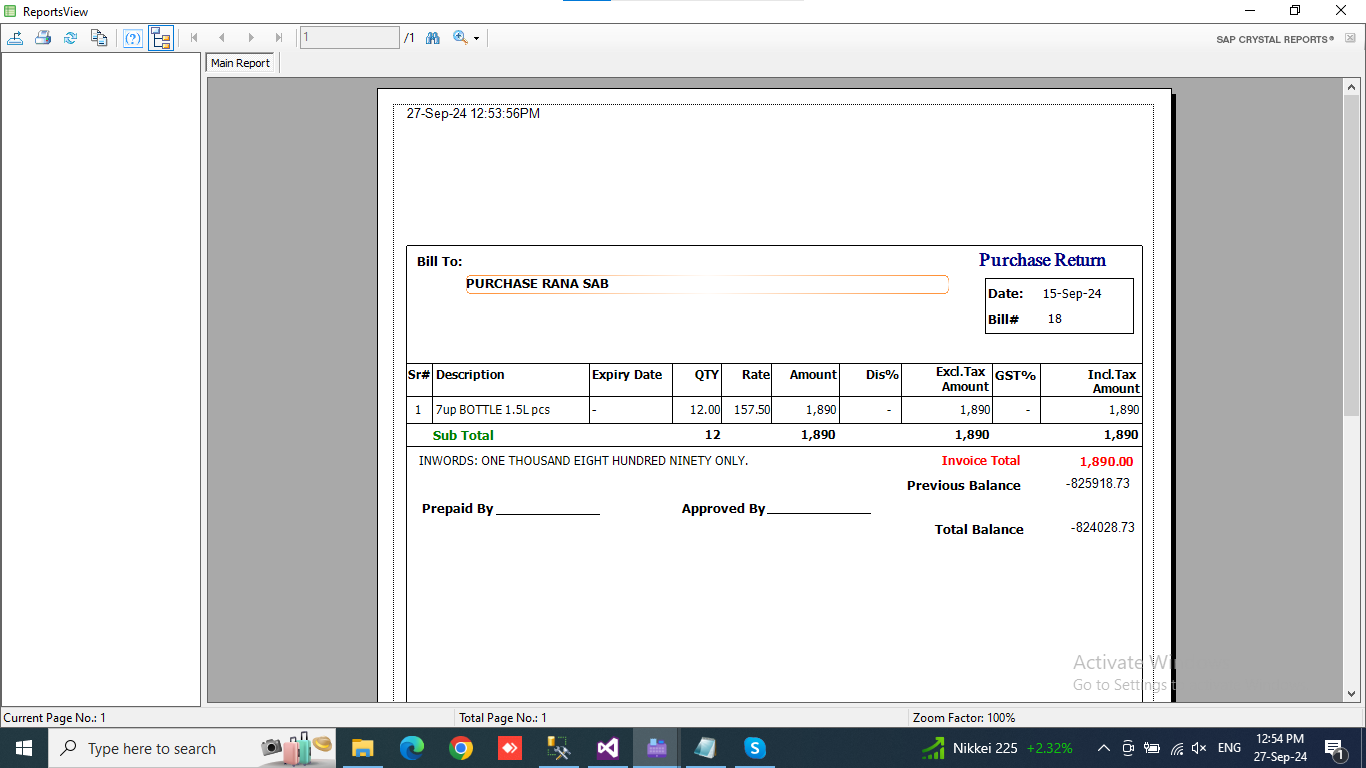 ReportsView
1 /1 SAP CRYSTAL REPORTS®
Main Report
27-Sep-24 12:53:56PM
Bill To: Purchase Return
PURCHASE RANA SAB
Date: 15-Sep-24
Bill# 18
Sr# Description Expiry Date QTY Rate Amount Dis% Excl.Tax Amount GST% Incl.Tax Amount
1 7up BOTTLE 1.5L pcs - 12.00 157.50 1,890 - 1,890 - 1,890
Sub Total 12 1,890 1,890 1,890
INWORDS: ONE THOUSAND EIGHT HUNDRED NINETY ONLY. Invoice Total 1,890.00
Previous Balance -825918.73
Prepaid By Approved By
Total Balance -824028.73
Activate Wi
Go to Settings t
Current Page No.: 1 Total Page No.: 1 Zoom Factor: 100%
Type here to search Nikkei 225 +2.32% ENG 12:54 PM
27-Sep-24 1